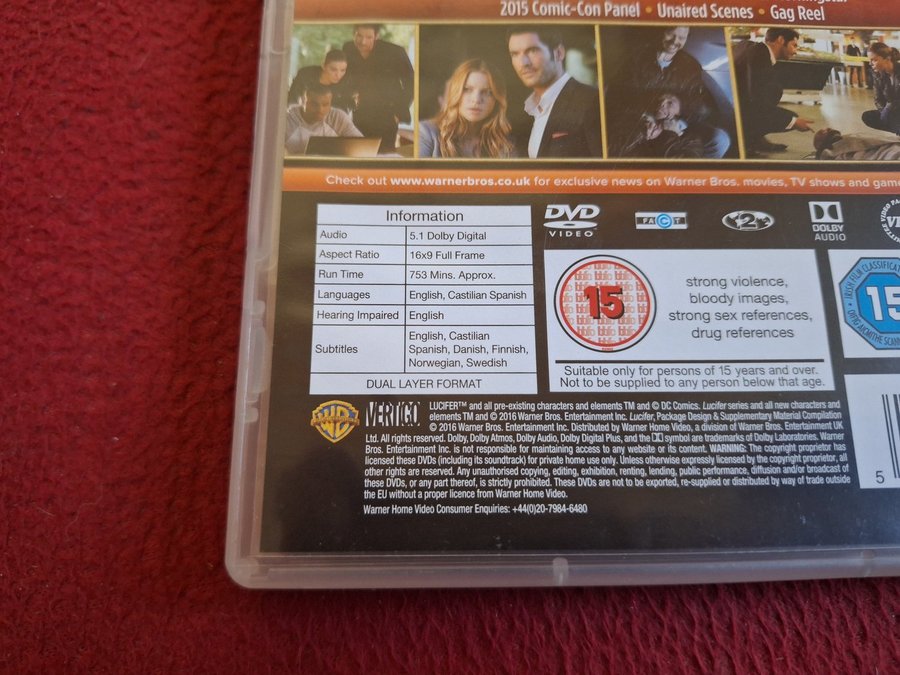 2015 Comic-Con Panel • Unaired Scenes • Gag Reel
Check out www.warnerbros.co.uk for exclusive news on Warner Bros. movies, TV shows and
Information
Audio 5.1 Dolby Digital
Aspect Ratio 16x9 Full Frame
Run Time 753 Mins. Approx.
Languages English, Castilian Spanish
Hearing Impaired English
Subtitles English, Castilian
Spanish, Danish, Finnish,
Norwegian, Swedish
DUAL LAYER FORMAT
DVD
VIDEO
PACT
2
DOLBY
AUDIO
15
strong violence,
bloody images,
strong sex references,
drug references
Suitable only for persons of 15 years and over.
Not to be supplied to any person below that age.
15
WB
VERTIGO
LUCIFER™ and all pre-existing characters and elements TM and © DC Comics. Lucifer series and all new characters and
elements TM and © 2016 Warner Bros. Entertainment Inc. Lucifer, Package Design & Supplementary Material Compilation
© 2016 Warner Bros. Entertainment Inc. Distributed by Warner Home Video, a division of Warner Bros. Entertainment UK
Ltd. All rights reserved. Dolby, Dolby Atmos, Dolby Audio, Dolby Digital Plus, and the symbol are trademarks of Dolby Laboratories. Warner
Bros. Entertainment Inc. is not responsible for maintaining access to any website or its content. WARNING: The copyright proprietor has
licensed these DVDs (including its soundtrack) for private home use only. Unless otherwise expressly licensed by the copyright proprietor, all
other rights are reserved. Any unauthorised copying, editing, exhibition, renting, lending, public performance, diffusion and/or broadcast of
these DVDs, or any part thereof, is strictly prohibited. These DVDs are not to be exported, re-supplied or distributed by way of trade outside
the EU without a proper licence from Warner Home Video.
Warner Home Video Consumer Enquiries: +44(0)20-7984-6480
5